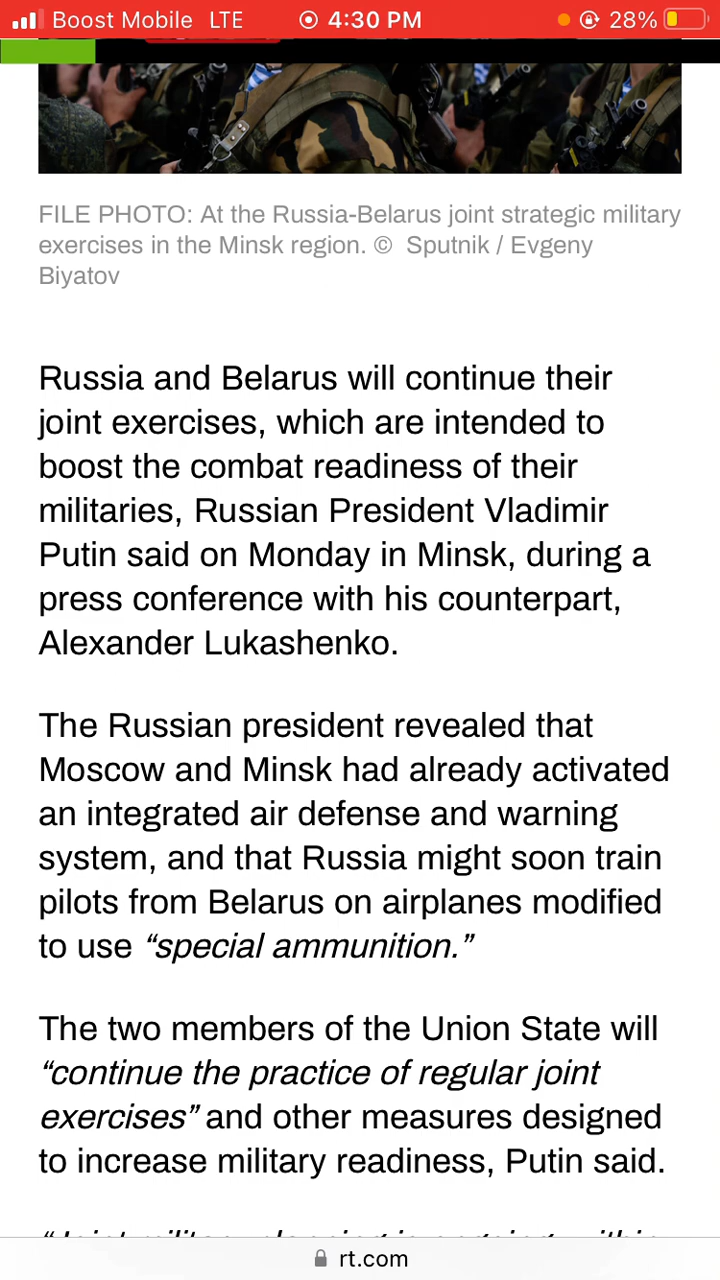 Boost Mobile LTE 4:30 PM 28%
FILE PHOTO: At the Russia-Belarus joint strategic military
exercises in the Minsk region. © Sputnik / Evgeny
Biyatov
Russia and Belarus will continue their
joint exercises, which are intended to
boost the combat readiness of their
militaries, Russian President Vladimir
Putin said on Monday in Minsk, during a
press conference with his counterpart,
Alexander Lukashenko.
The Russian president revealed that
Moscow and Minsk had already activated
an integrated air defense and warning
system, and that Russia might soon train
pilots from Belarus on airplanes modified
to use “special ammunition.”
The two members of the Union State will
“continue the practice of regular joint
exercises” and other measures designed
to increase military readiness, Putin said.
rt.com